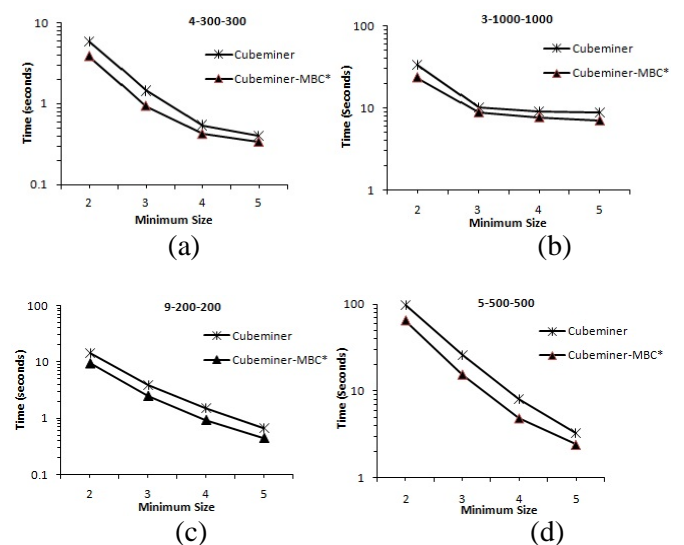 4-300-300
10
1
0.1
Time (Seconds)
Cubeminer
Cubeminer-MBC*
2 3 4 5
Minimum Size
(a)
3-1000-1000
100
10
1
Time (Seconds)
Cubeminer
Cubeminer-MBC*
2 3 4 5
Minimum Size
(b)
9-200-200
100
10
1
0.1
Time (seconds)
Cubeminer
Cubeminer-MBC*
2 3 4 5
Minimum Size
(c)
5-500-500
100
10
1
Time (seconds)
Cubeminer
Cubeminer-MBC*
2 3 4 5
Minimum Size
(d)